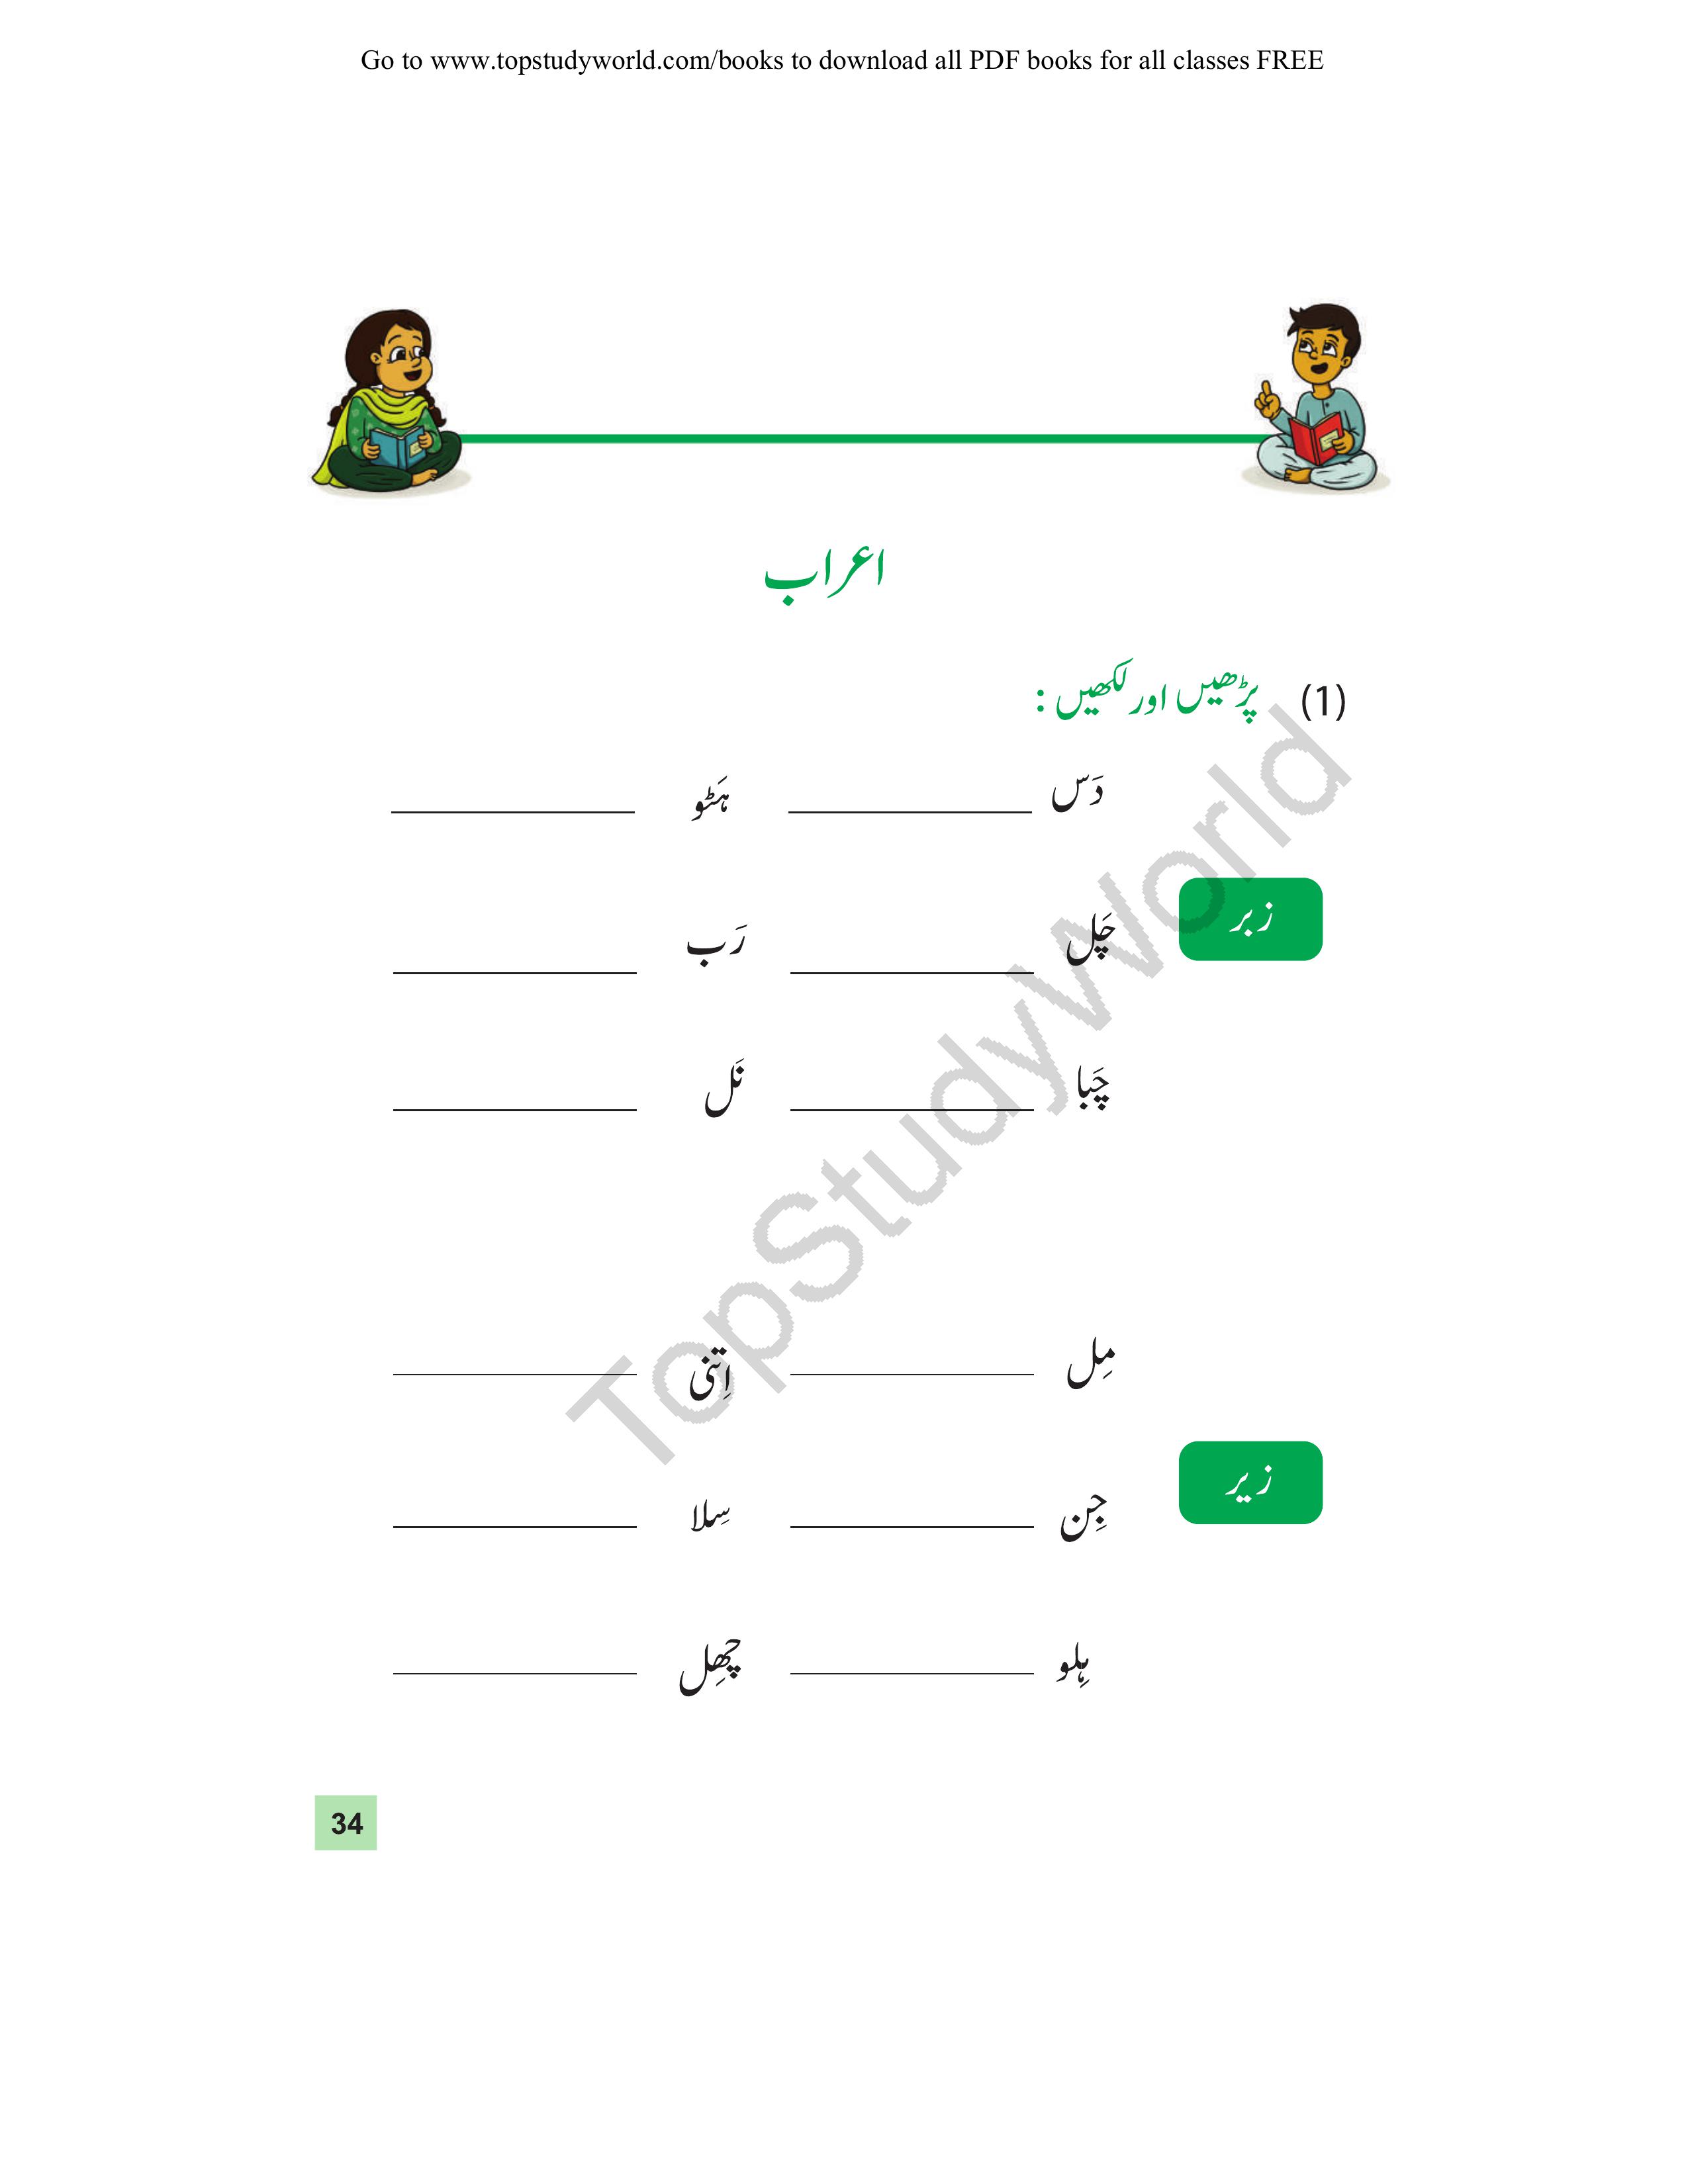 Go to www.topstudyworld.com/books to download all PDF books for all classes FREE
اعراب
(1) پڑھیں اور لکھیں :
دَس ____________ ہَٹو ____________
زبر
چَل ____________ رَب ____________
چَبا ____________ نَل ____________
مِل ____________ اِتنی ____________
زیر
جِن ____________ سِلا ____________
ہِلو ____________ چھِل ____________
34
TopStudyWorld